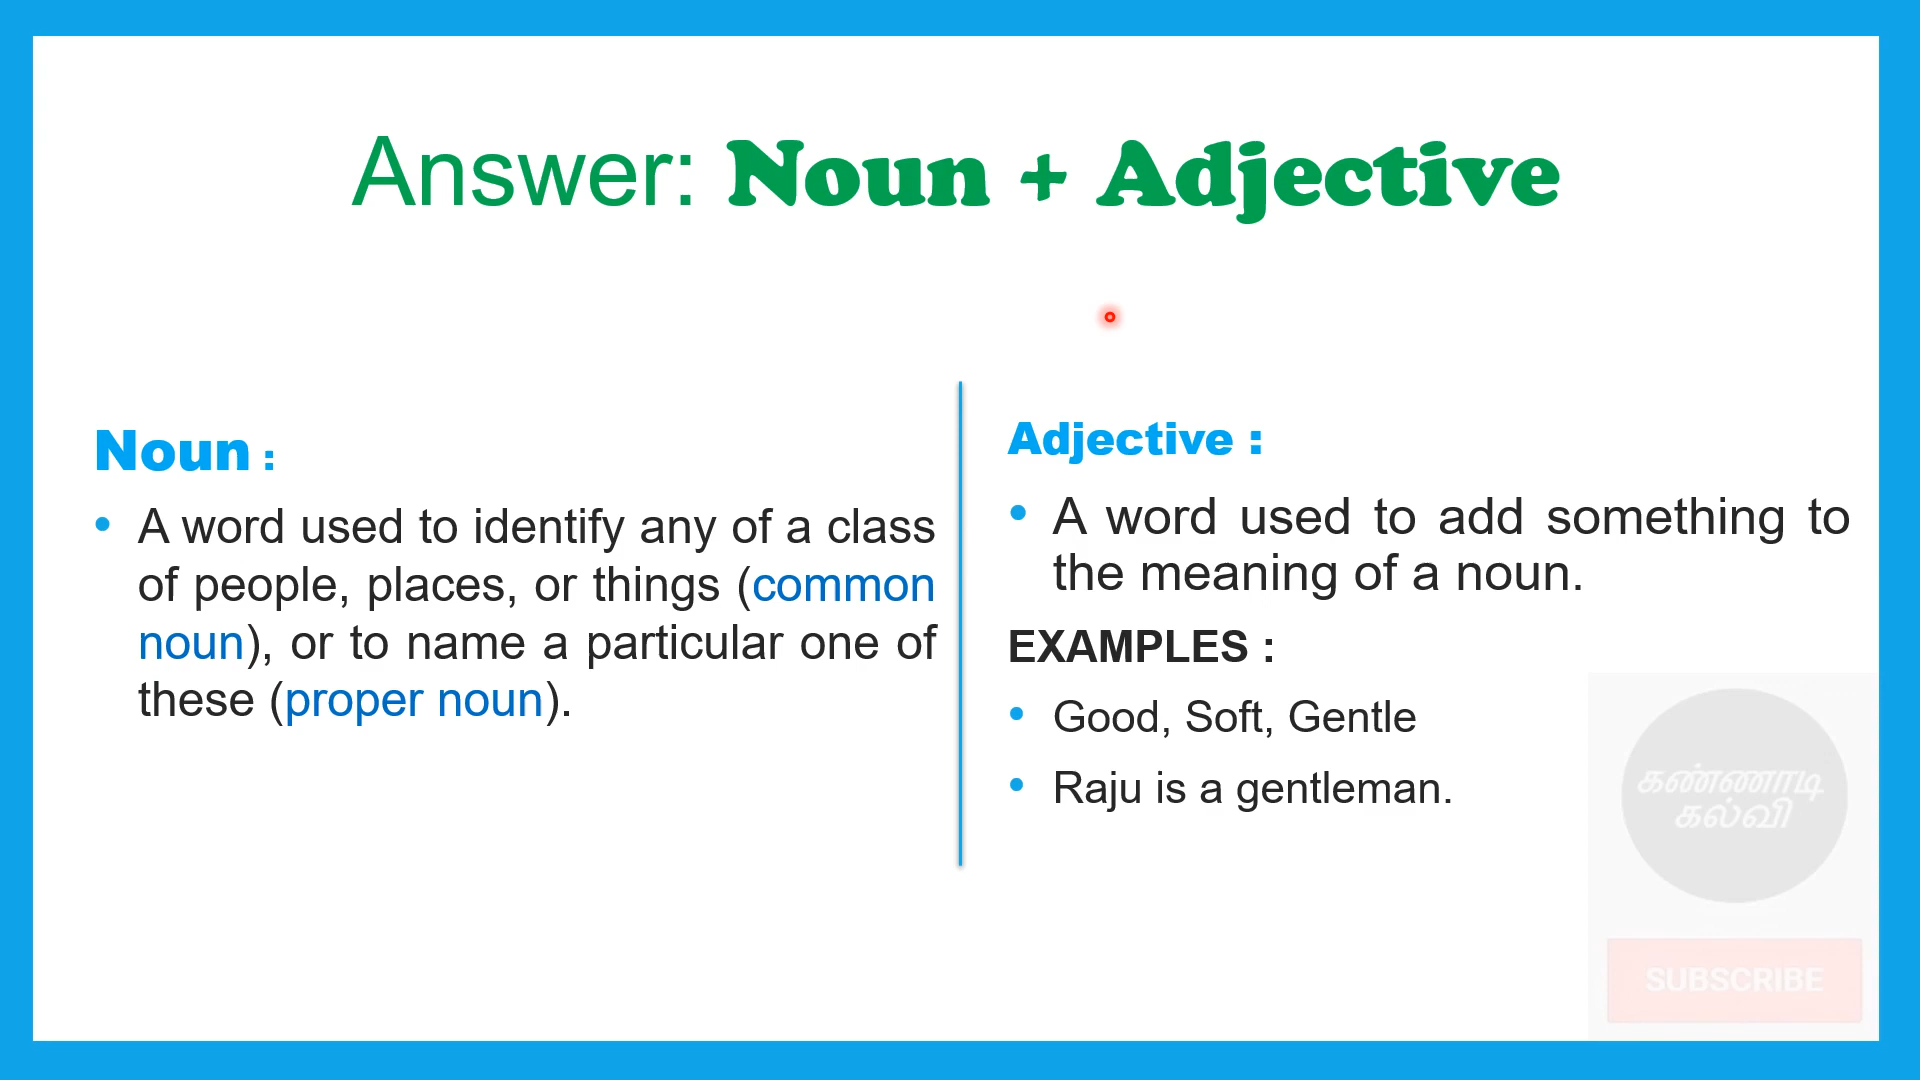 Answer: Noun + Adjective
Noun :
• A word used to identify any of a class
of people, places, or things (common
noun), or to name a particular one of
these (proper noun).
Adjective :
• A word used to add something to
the meaning of a noun.
EXAMPLES :
• Good, Soft, Gentle
• Raju is a gentleman.
கண்ணாடி
கல்வி
SUBSCRIBE